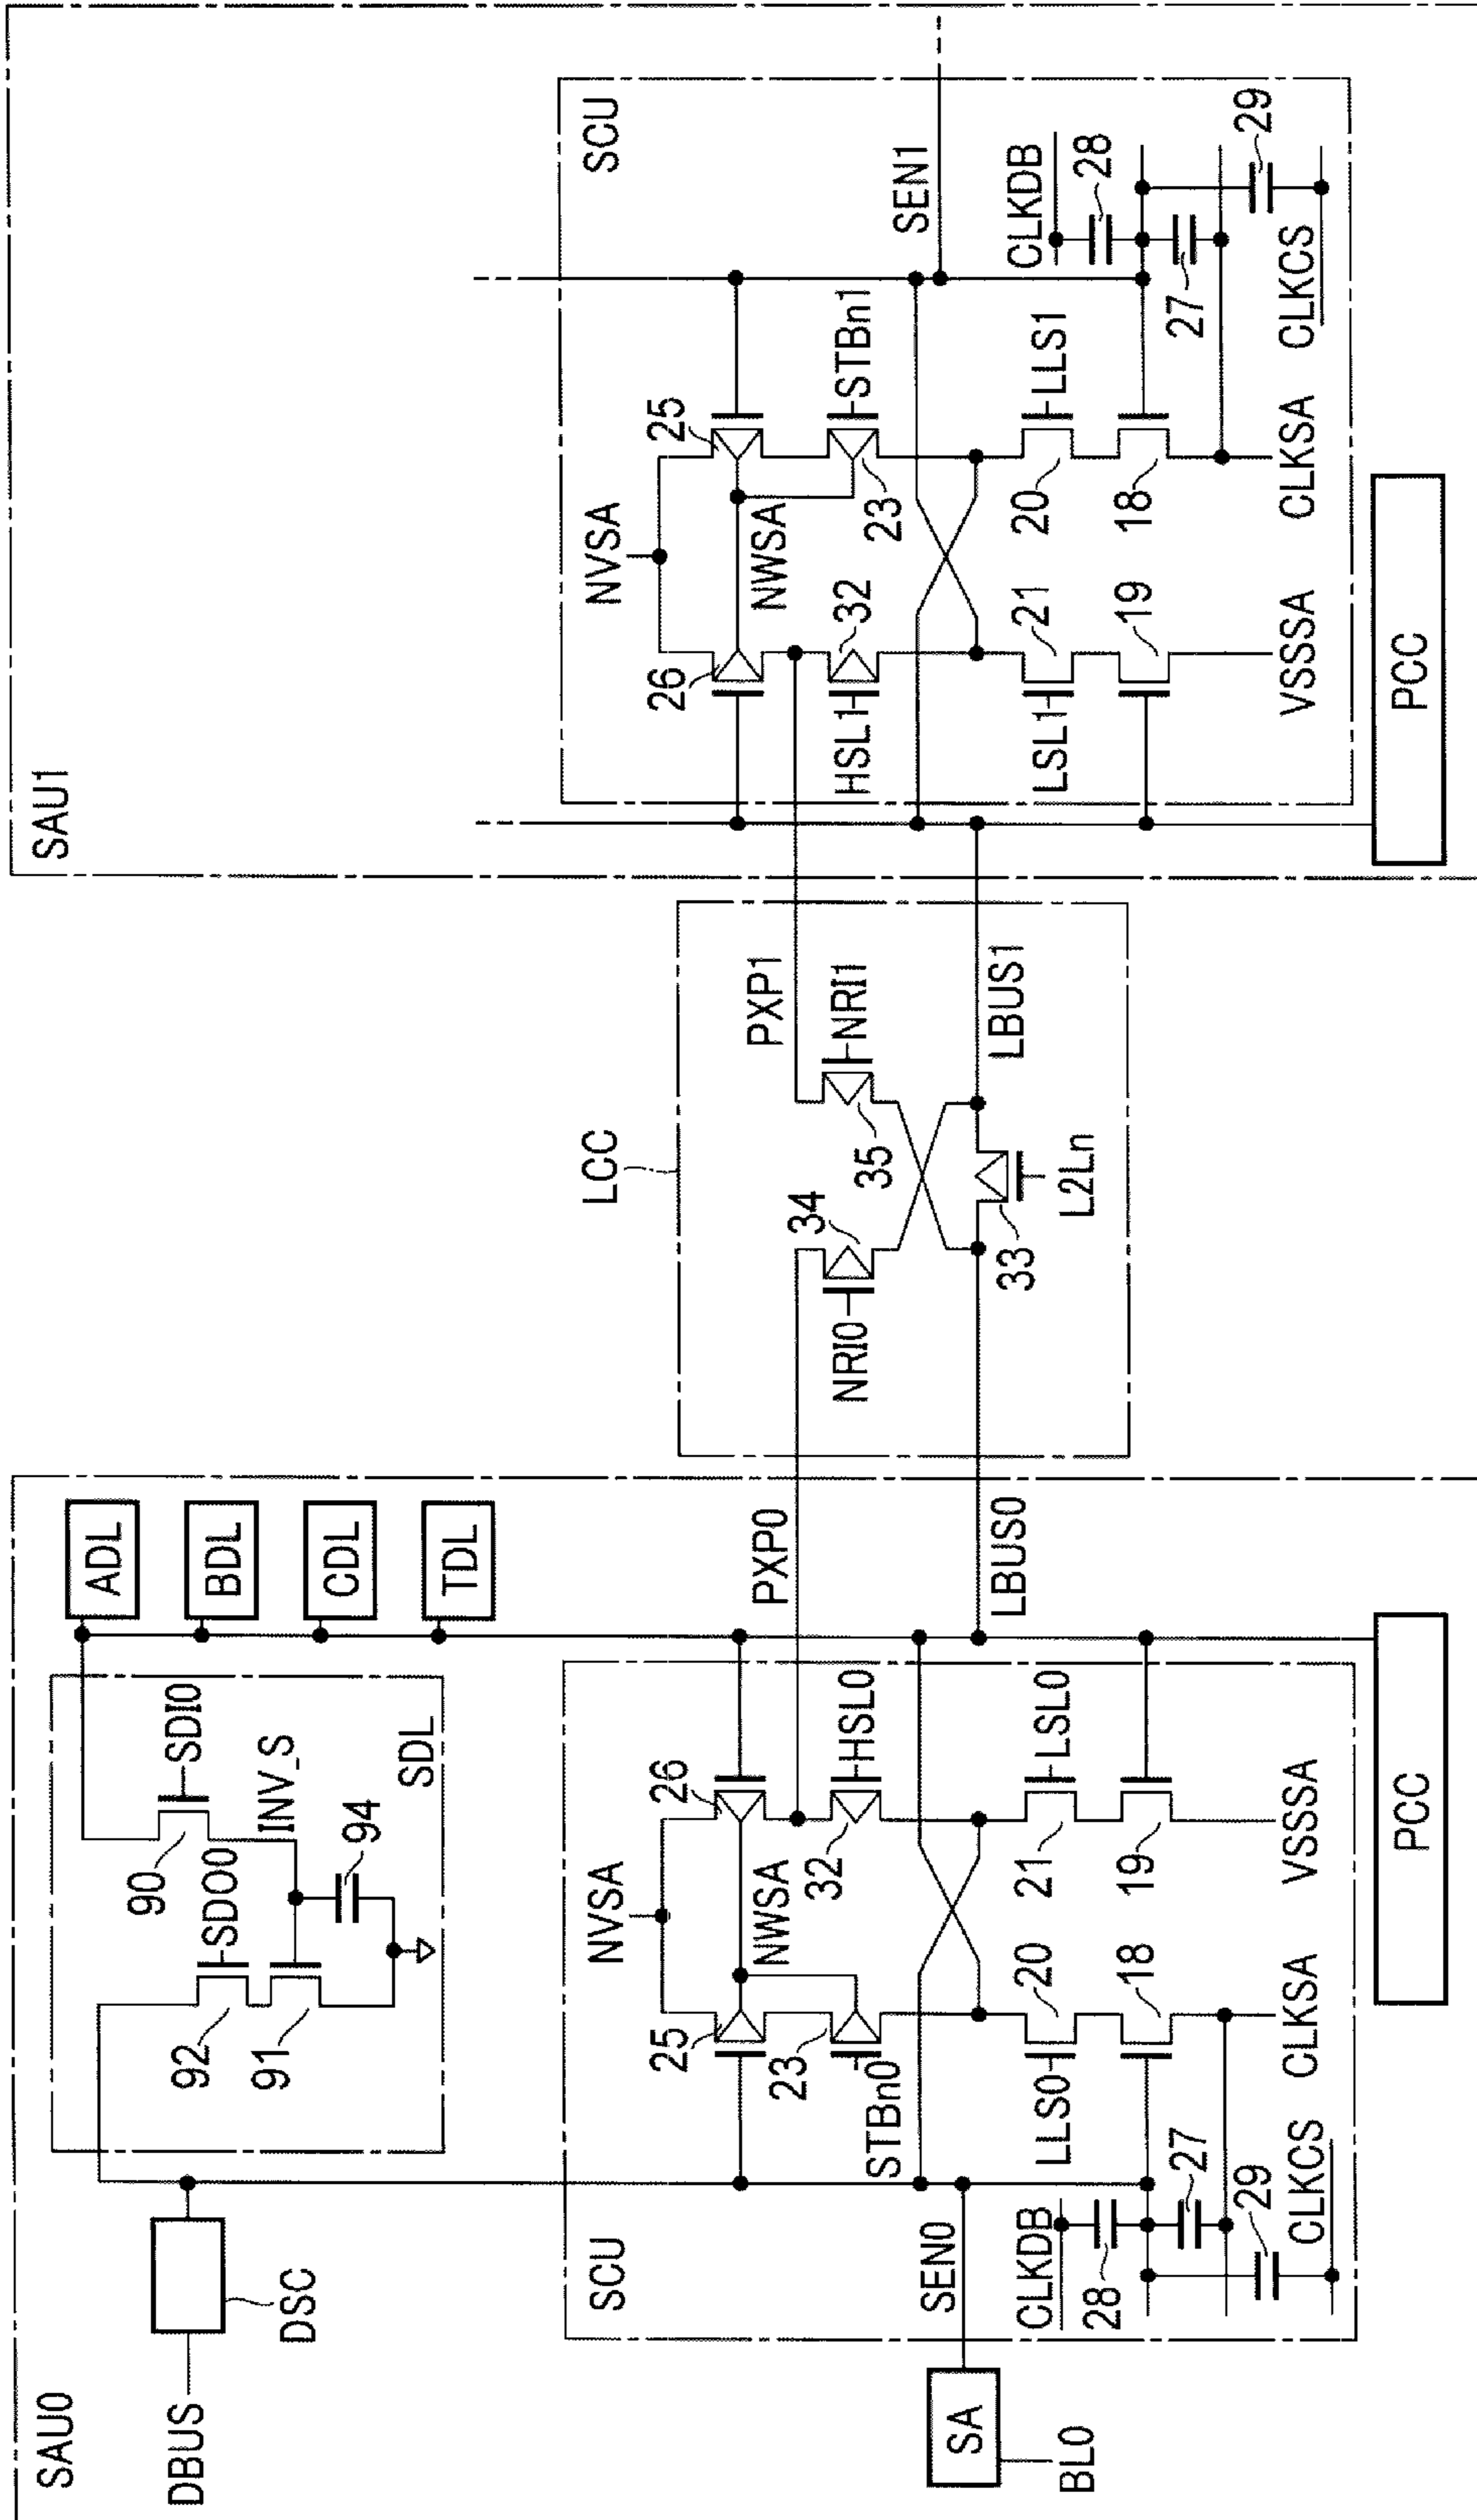 SAU0
DBUS
DSC
92
91
90
SDO0
SDI0
INV_S
94
SDL
ADL
BDL
CDL
TDL
SCU
NVSA
25
26
NWSA
23
32
STBn0
HSL0
PXP0
SEN0
SA
BL0
LBUS0
LLS0
20
21
LSL0
CLKDB
28
27
18
19
29
CLKCS
CLKSA
VSSSA
PCC
LCC
PXP1
34
NRI0
NRI1
35
LBUS1
33
L2Ln
SAU1
SCU
NVSA
26
25
NWSA
HSL1
32
23
STBn1
SEN1
LSL1
21
20
LLS1
CLKDB
28
19
18
27
29
VSSSA
CLKSA
CLKCS
PCC